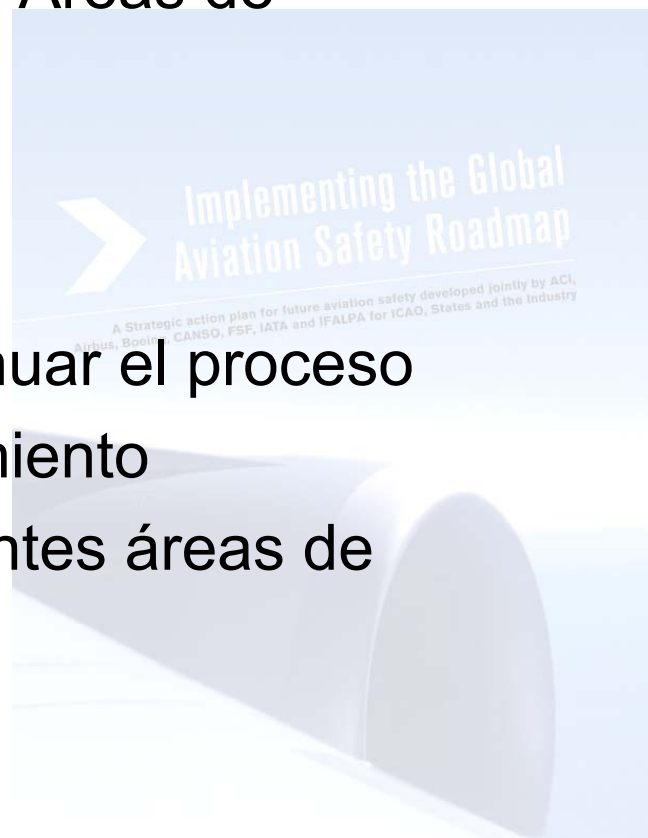 Áreas de
Implementing the Global
Aviation Safety Roadmap
A Strategic action plan for future aviation safety developed jointly by ACI,
Airbus, Boeing, CANSO, FSF, IATA and IFALPA for ICAO, States and the Industry
nuar el proceso
miento
ntes áreas de